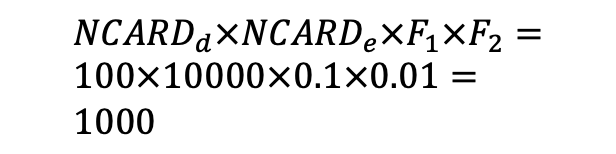 NCARD_d×NCARD_e×F_1×F_2 =
100×10000×0.1×0.01 =
1000